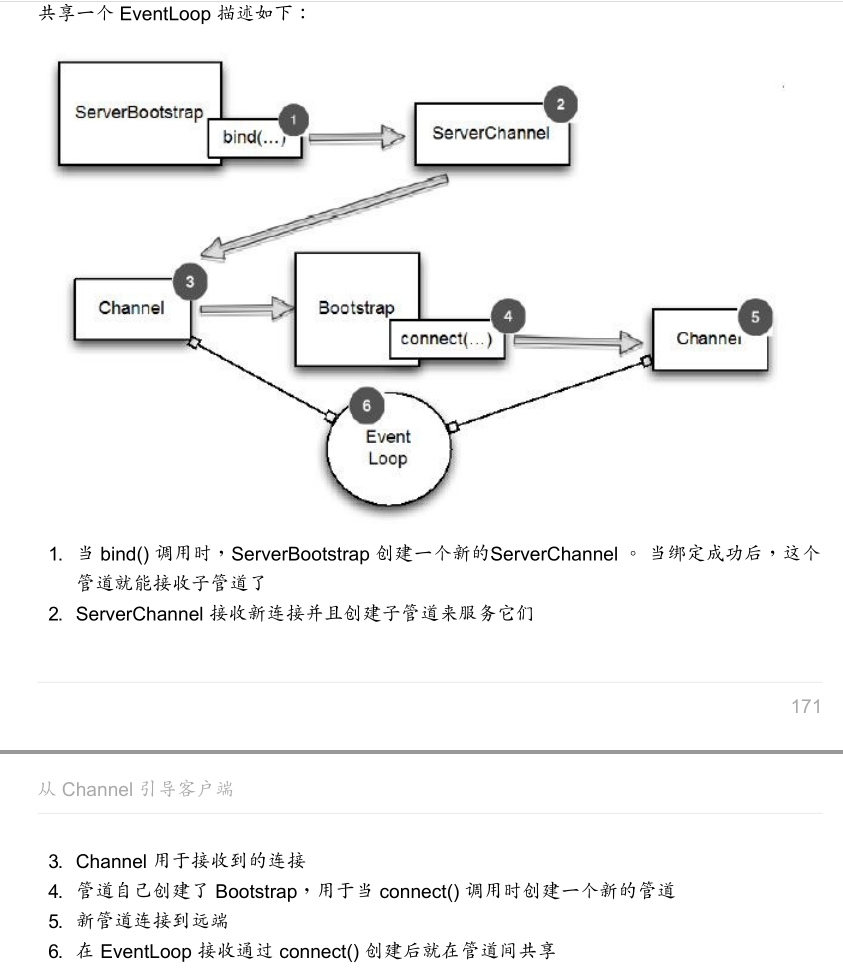 共享一个 EventLoop 描述如下：
ServerBootstrap
bind(...)
1
2
ServerChannel
3
Channel
Bootstrap
4
connect(...)
5
Channel
6
Event
Loop
1. 当 bind() 调用时，ServerBootstrap 创建一个新的ServerChannel 。 当绑定成功后，这个
管道就能接收子管道了
2. ServerChannel 接收新连接并且创建子管道来服务它们
171
从 Channel 引导客户端
3. Channel 用于接收到的连接
4. 管道自己创建了 Bootstrap，用于当 connect() 调用时创建一个新的管道
5. 新管道连接到远端
6. 在 EventLoop 接收通过 connect() 创建后就在管道间共享